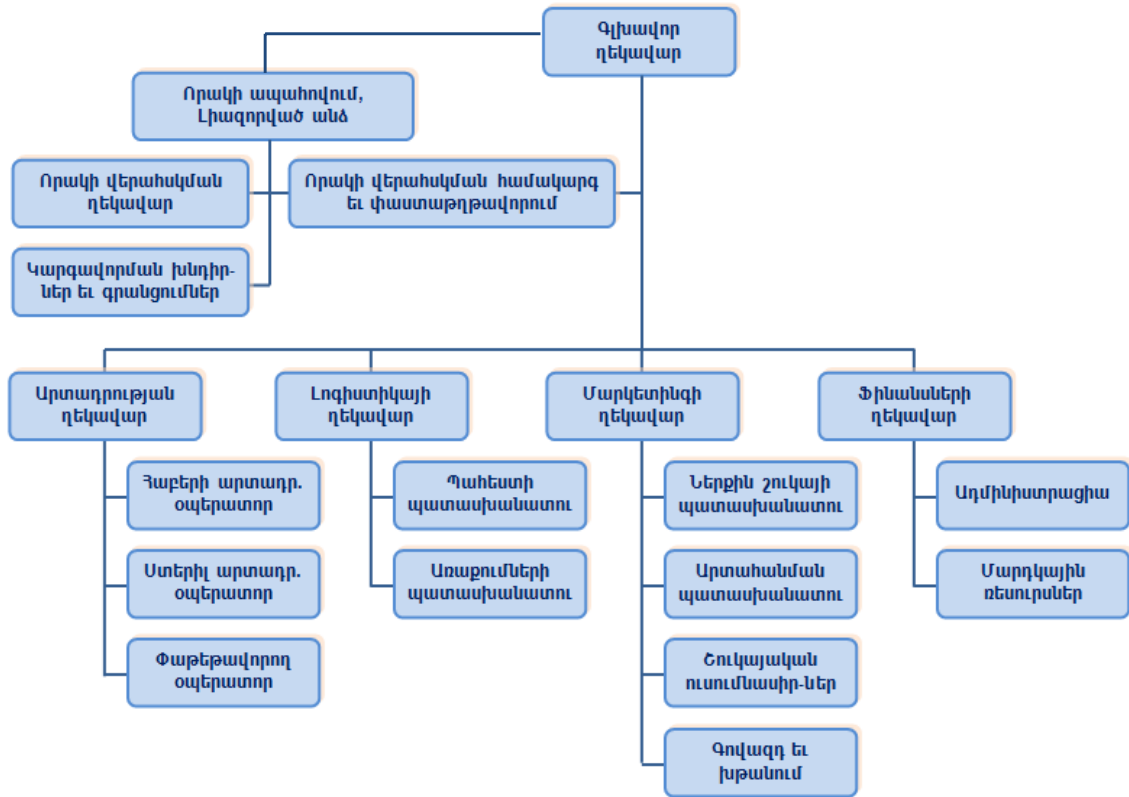 Գլխավոր
ղեկավար
Որակի ապահովում,
Լիազորված անձ
Որակի վերահսկման
ղեկավար
Որակի վերահսկման համակարգ
եւ փաստաթղթավորում
Կարգավորման խնդիր-
ներ եւ գրանցումներ
Արտադրության
ղեկավար
Լոգիստիկայի
ղեկավար
Մարկետինգի
ղեկավար
Ֆինանսների
ղեկավար
Հաբերի արտադր.
օպերատոր
Ստերիլ արտադր.
օպերատոր
Փաթեթավորող
օպերատոր
Պահեստի
պատասխանատու
Առաքումների
պատասխանատու
Ներքին շուկայի
պատասխանատու
Արտահանման
պատասխանատու
Շուկայական
ուսումնասիր-ներ
Գովազդ եւ
խթանում
Ադմինիստրացիա
Մարդկային
ռեսուրսներ